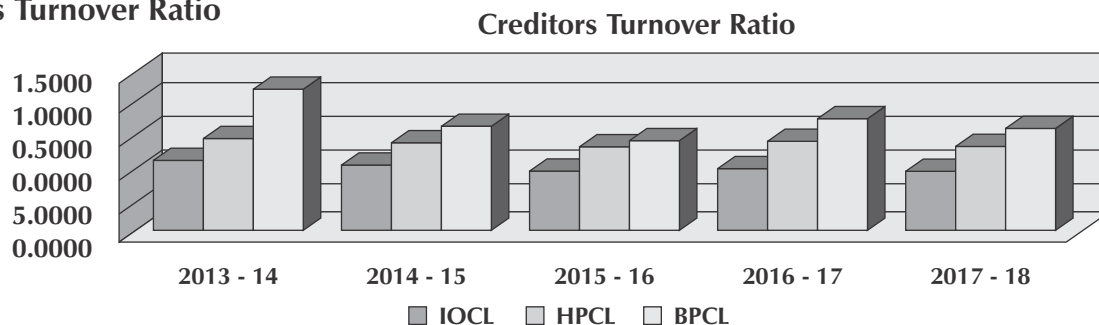 s Turnover Ratio
Creditors Turnover Ratio
1.5000
1.0000
0.5000
0.0000
5.0000
0.0000
2013 - 14
2014 - 15
2015 - 16
2016 - 17
2017 - 18
IOCL HPCL BPCL